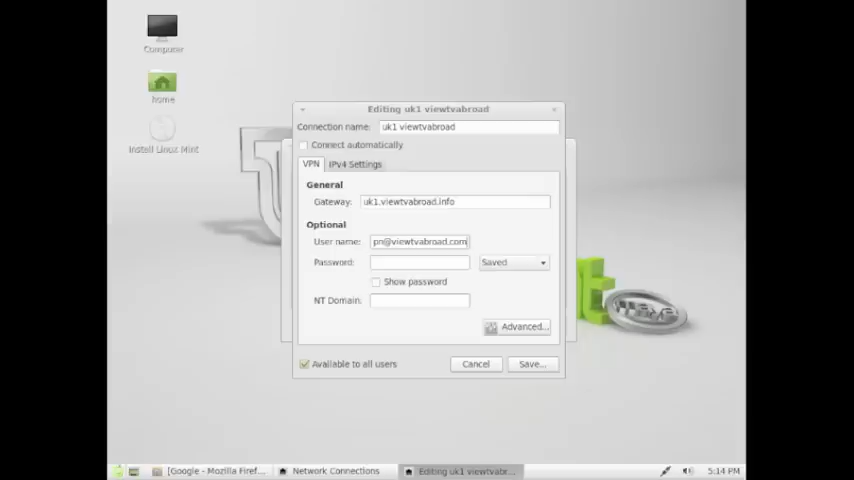 Computer
home
Install Linux Mint
Editing uk1 viewtvabroad
Connection name: uk1 viewtvabroad
Connect automatically
VPN IPv4 Settings
General
Gateway: uk1.viewtvabroad.info
Optional
User name: pn@viewtvabroad.com
Password: Saved
Show password
NT Domain:
Advanced...
Available to all users Cancel Save...
[Google - Mozilla Firef... Network Connections Editing uk1 viewtvabr... 5:14 PM